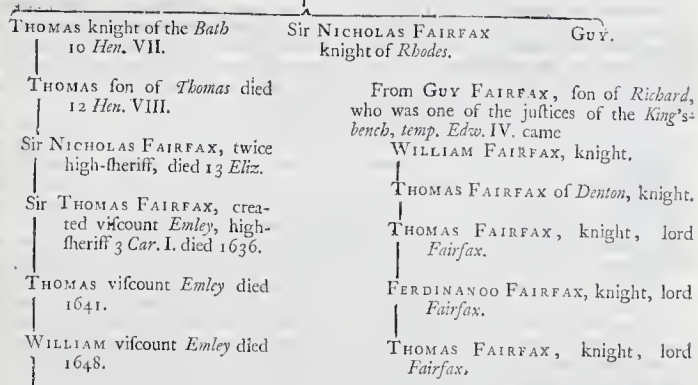 THOMAS knight of the Bath
10 Hen. VII.
THOMAS ſon of Thomas died
12 Hen. VIII.
Sir NICHOLAS FAIRFAX, twice
high-ſheriff, died 13 Eliz.
Sir THOMAS FAIRFAX, crea-
ted viſcount Emley, high-
ſheriff 3 Car. I. died 1636.
THOMAS viſcount Emley died
1641.
WILLIAM viſcount Emley died
1648.
Sir NICHOLAS FAIRFAX
knight of Rhodes.
GUY.
From GUY FAIRFAX, ſon of Richard,
who was one of the juſtices of the King's-
bench, temp. Edw. IV. came
WILLIAM FAIRFAX, knight.
THOMAS FAIRFAX of Denton, knight.
THOMAS FAIRFAX, knight, lord
Fairfax.
FERDINANOO FAIRFAX, knight, lord
Fairfax.
THOMAS FAIRFAX, knight, lord
Fairfax,